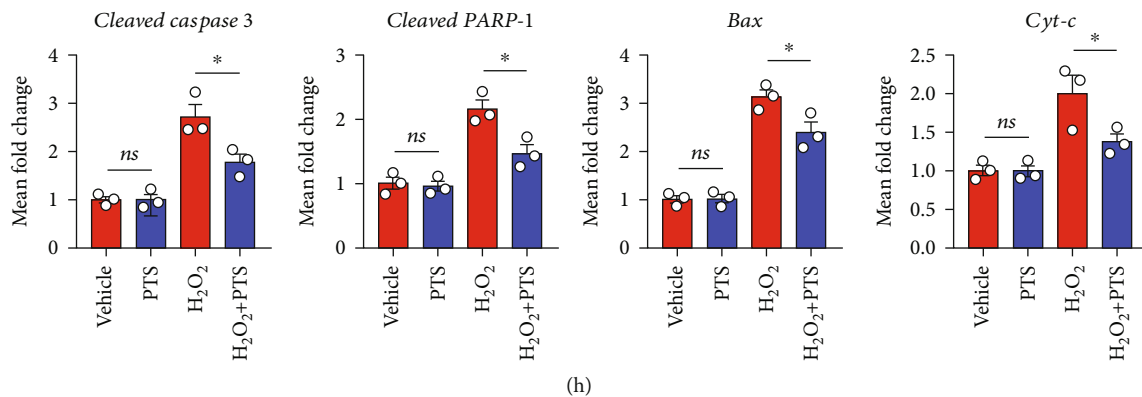 Cleaved caspase 3
Mean fold change
4
3
2
1
0
ns
*
Vehicle
PTS
H₂O₂
H₂O₂+PTS
Cleaved PARP-1
Mean fold change
3
2
1
0
ns
*
Vehicle
PTS
H₂O₂
H₂O₂+PTS
Bax
Mean fold change
4
3
2
1
0
ns
*
Vehicle
PTS
H₂O₂
H₂O₂+PTS
Cyt-c
Mean fold change
2.5
2.0
1.5
1.0
0.5
0.0
ns
*
Vehicle
PTS
H₂O₂
H₂O₂+PTS
(h)